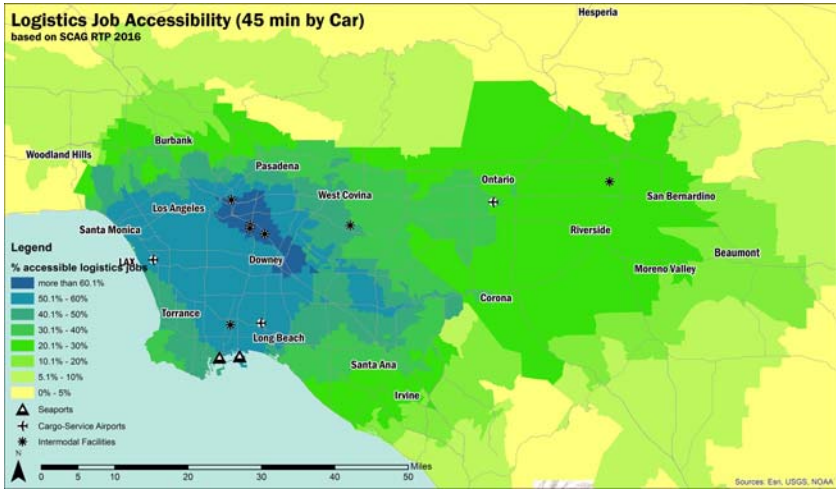 Logistics Job Accessibility (45 min by Car)
based on SCAG RTP 2016
Hesperia
Burbank
Woodland Hills
Pasadena
West Covina
Ontario
San Bernardino
Los Angeles
Santa Monica
Riverside
Beaumont
LAX
Downey
Moreno Valley
Corona
Torrance
Long Beach
Santa Ana
Irvine
Legend
% accessible logistics jobs
more than 60.1%
50.1% - 60%
40.1% - 50%
30.1% - 40%
20.1% - 30%
10.1% - 20%
5.1% - 10%
0% - 5%
Seaports
Cargo-Service Airports
Intermodal Facilities
N
Miles
0 5 10 20 30 40 50
Sources: Esri, USGS, NOAA